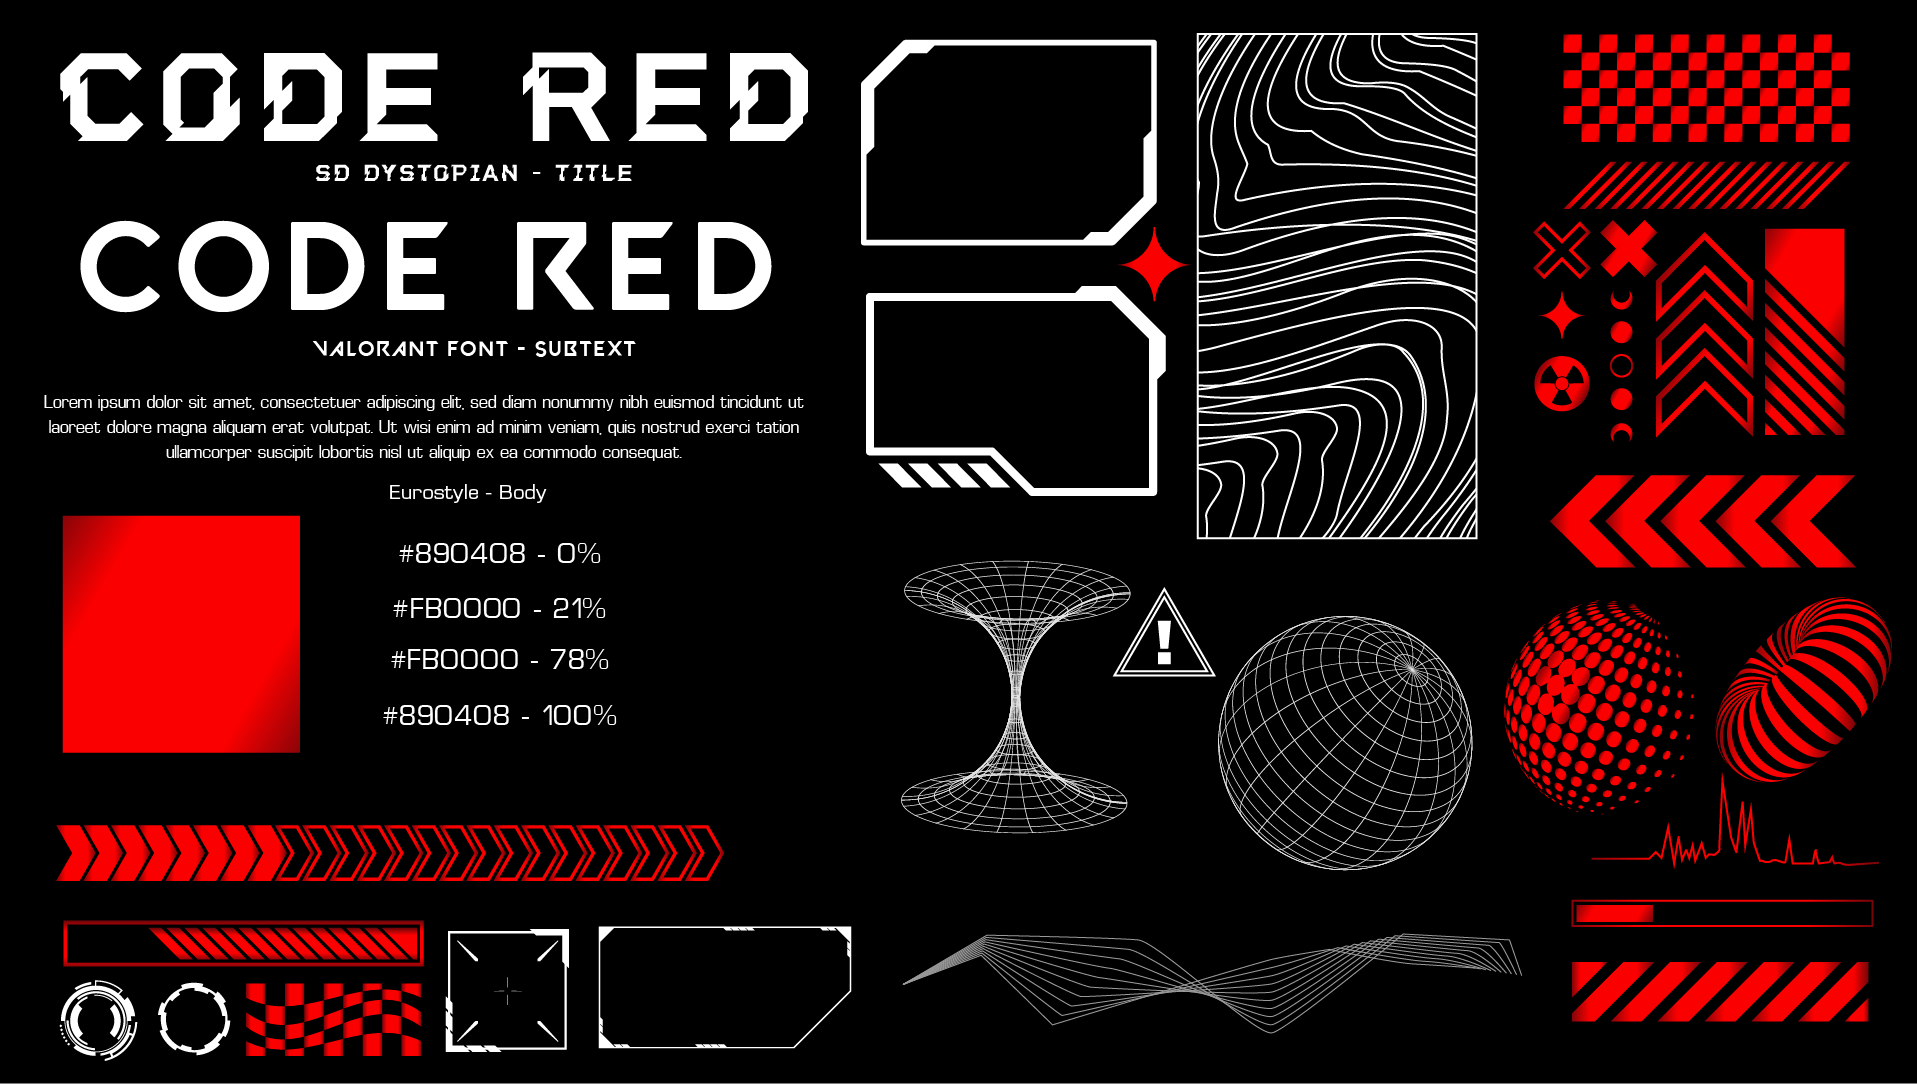 CODE RED
SD DYSTOPIAN - TITLE
CODE RED
VALORANT FONT - SUBTEXT
Lorem ipsum dolor sit amet, consectetuer adipiscing elit, sed diam nonummy nibh euismod tincidunt ut
laoreet dolore magna aliquam erat volutpat. Ut wisi enim ad minim veniam, quis nostrud exerci tation
ullamcorper suscipit lobortis nisl ut aliquip ex ea commodo consequat.
Eurostyle - Body
#890408 - 0%
#FB0000 - 21%
#FB0000 - 78%
#890408 - 100%
!